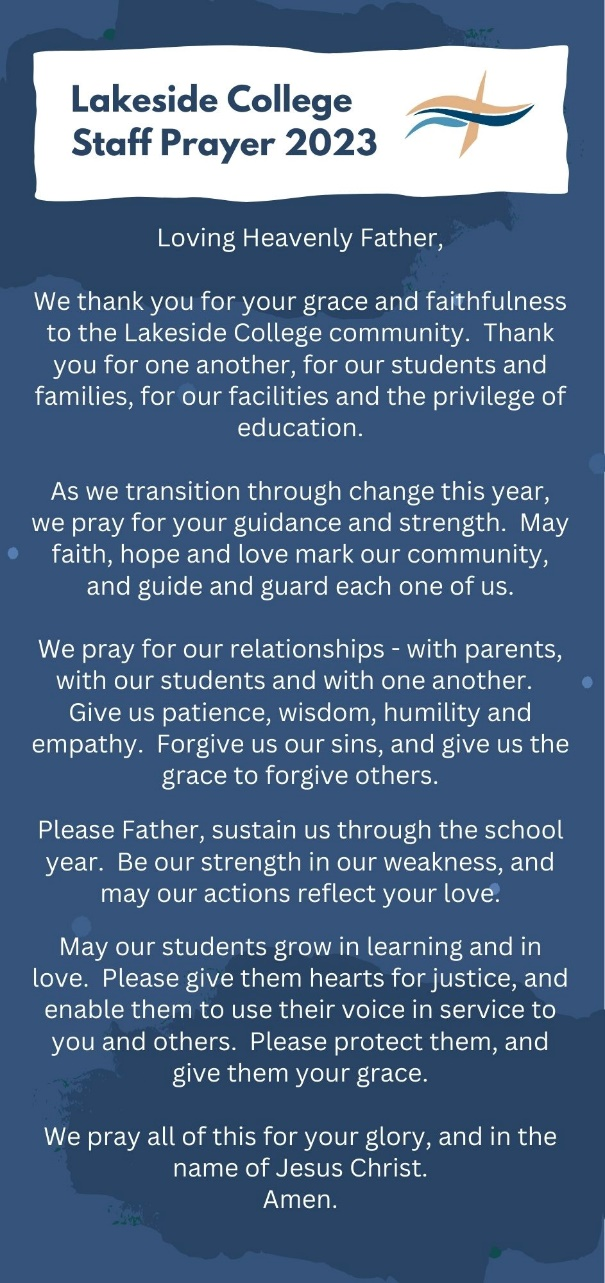 Lakeside College
Staff Prayer 2023
Loving Heavenly Father,
We thank you for your grace and faithfulness
to the Lakeside College community.  Thank
you for one another, for our students and
families, for our facilities and the privilege of
education.
As we transition through change this year,
we pray for your guidance and strength.  May
faith, hope and love mark our community,
and guide and guard each one of us.
We pray for our relationships - with parents,
with our students and with one another.
Give us patience, wisdom, humility and
empathy.  Forgive us our sins, and give us the
grace to forgive others.
Please Father, sustain us through the school
year.  Be our strength in our weakness, and
may our actions reflect your love.
May our students grow in learning and in
love.  Please give them hearts for justice, and
enable them to use their voice in service to
you and others.  Please protect them, and
give them your grace.
We pray all of this for your glory, and in the
name of Jesus Christ.
Amen.